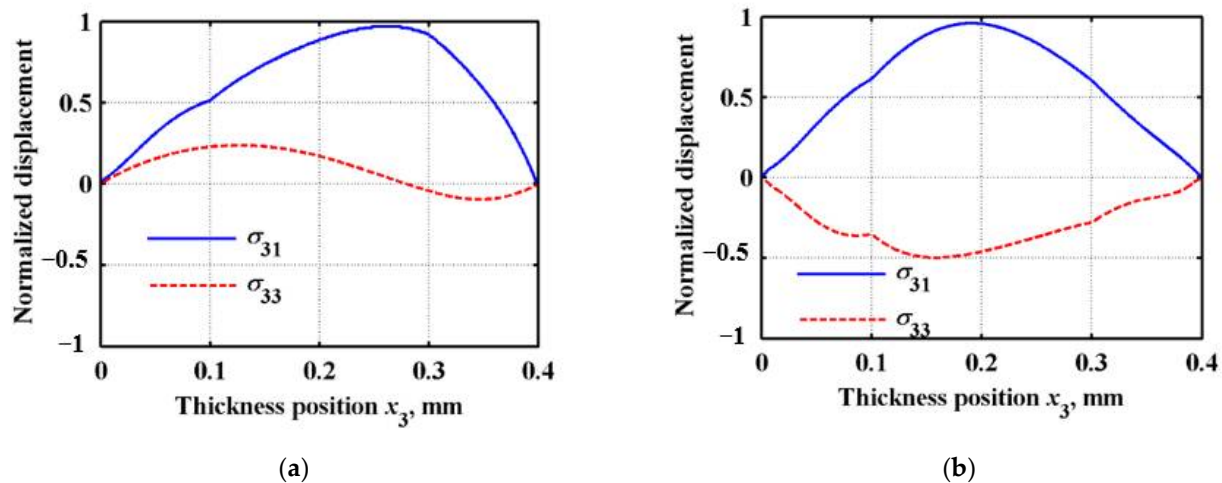 1
0.5
0
−0.5
−1
Normalized displacement
σ31
σ33
0 0.1 0.2 0.3 0.4
Thickness position x3, mm
(a)
1
0.5
0
−0.5
−1
Normalized displacement
σ31
σ33
0 0.1 0.2 0.3 0.4
Thickness position x3, mm
(b)